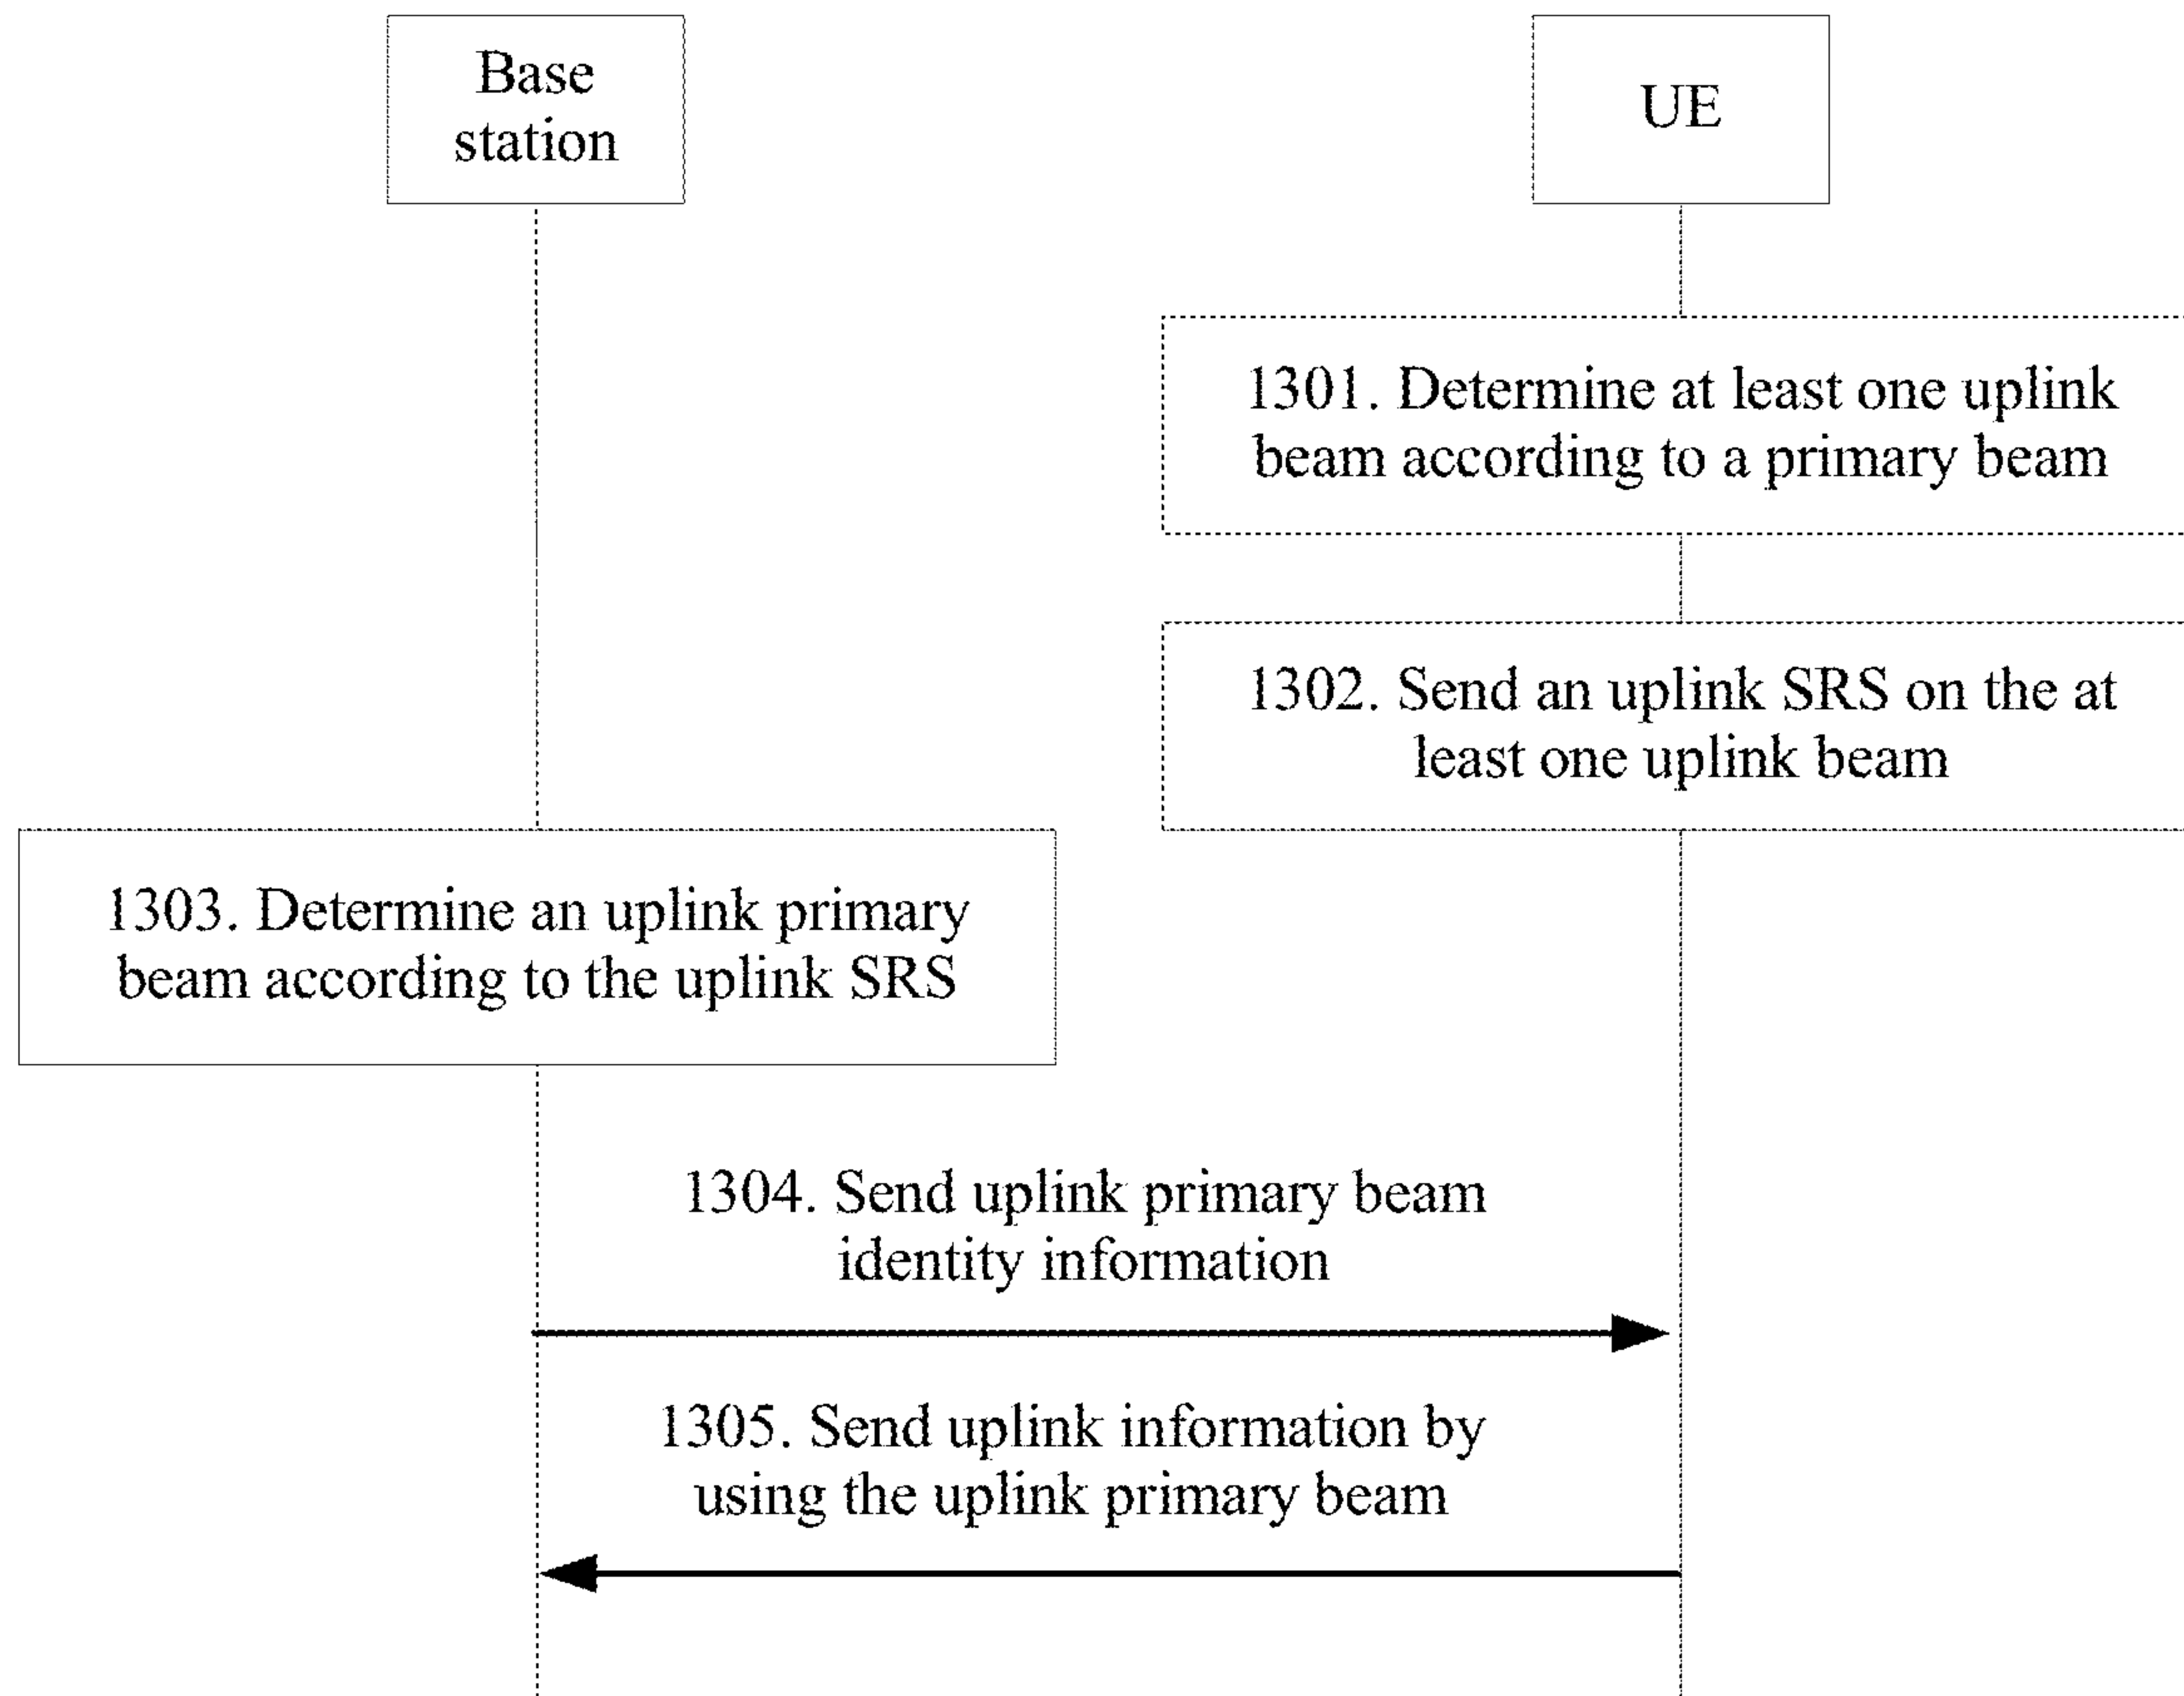 Base
station
UE
1301. Determine at least one uplink
beam according to a primary beam
1302. Send an uplink SRS on the at
least one uplink beam
1303. Determine an uplink primary
beam according to the uplink SRS
1304. Send uplink primary beam
identity information
1305. Send uplink information by
using the uplink primary beam